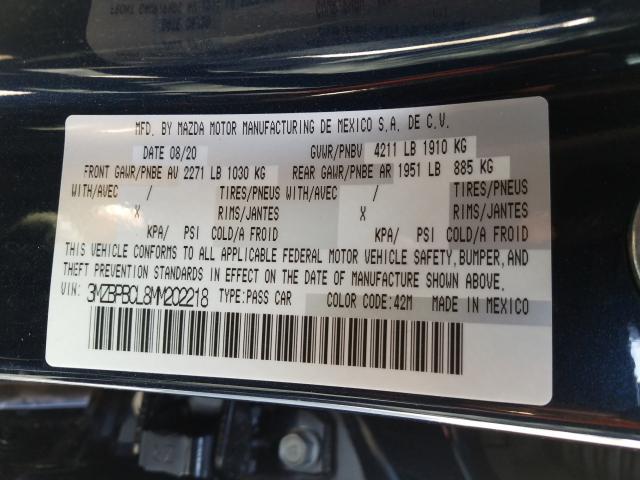 MFD. BY MAZDA MOTOR MANUFACTURING DE MEXICO S.A. DE C.V.
DATE 08/20 GVWR/PNBV 4211 LB 1910 KG
FRONT GAWR/PNBE AV 2271 LB 1030 KG REAR GAWR/PNBE AR 1951 LB 885 KG
WITH/AVEC / TIRES/PNEUS WITH/AVEC / TIRES/PNEUS
X RIMS/JANTES X RIMS/JANTES
KPA/ PSI COLD/A FROID KPA/ PSI COLD/A FROID
THIS VEHICLE CONFORMS TO ALL APPLICABLE FEDERAL MOTOR VEHICLE SAFETY, BUMPER, AND
THEFT PREVENTION STANDARDS IN EFFECT ON THE DATE OF MANUFACTURE SHOWN ABOVE.
VIN: 3MZBPBCL8MM202218 TYPE:PASS CAR COLOR CODE:42M MADE IN MEXICO